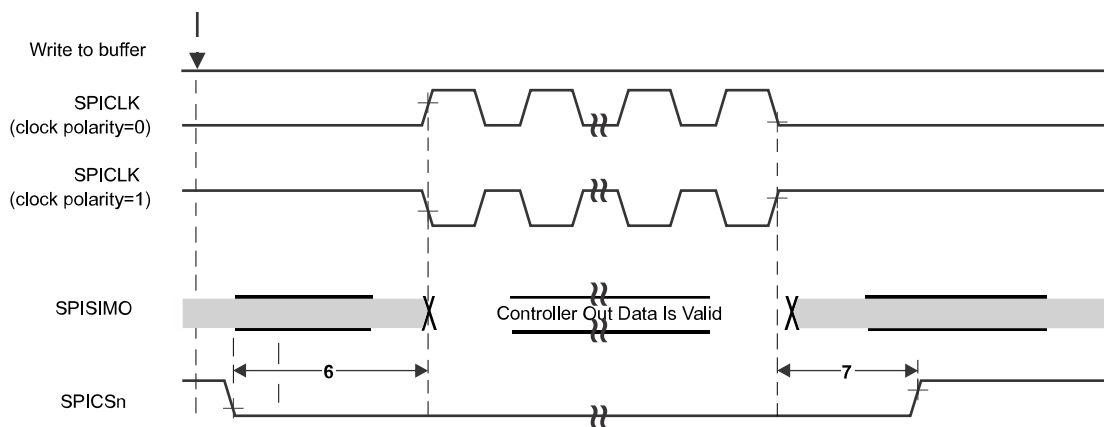 Write to buffer
SPICLK
(clock polarity=0)
SPICLK
(clock polarity=1)
SPISIMO
Controller Out Data Is Valid
6
7
SPICSn